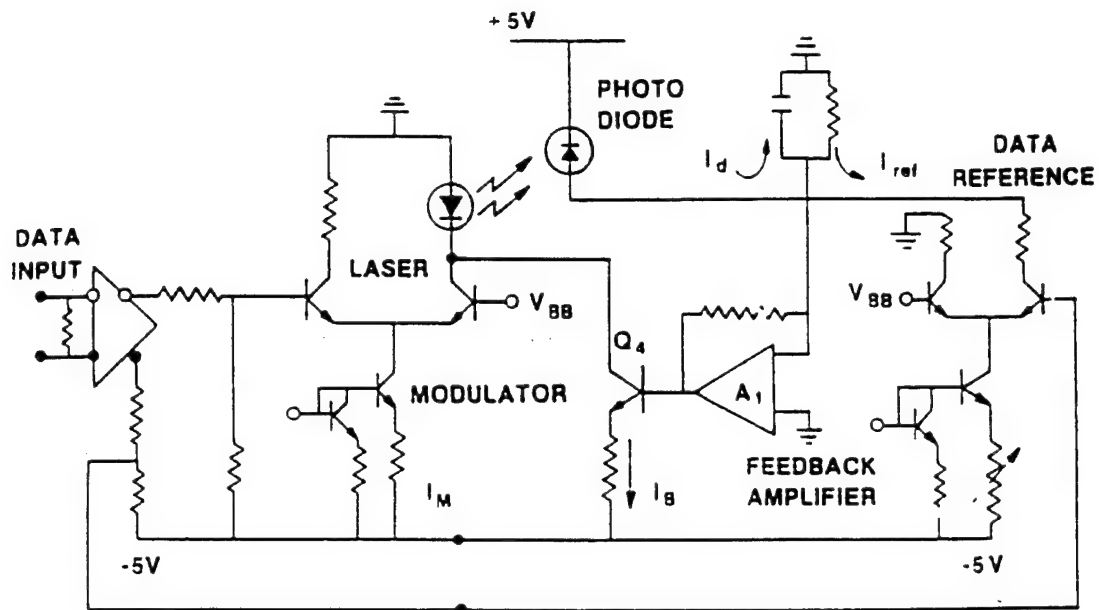 +5V
PHOTO
DIODE
I_d
I_ref
DATA
REFERENCE
DATA
INPUT
LASER
V_BB
V_BB
Q_4
A_1
MODULATOR
FEEDBACK
AMPLIFIER
I_M
I_B
-5V
-5V